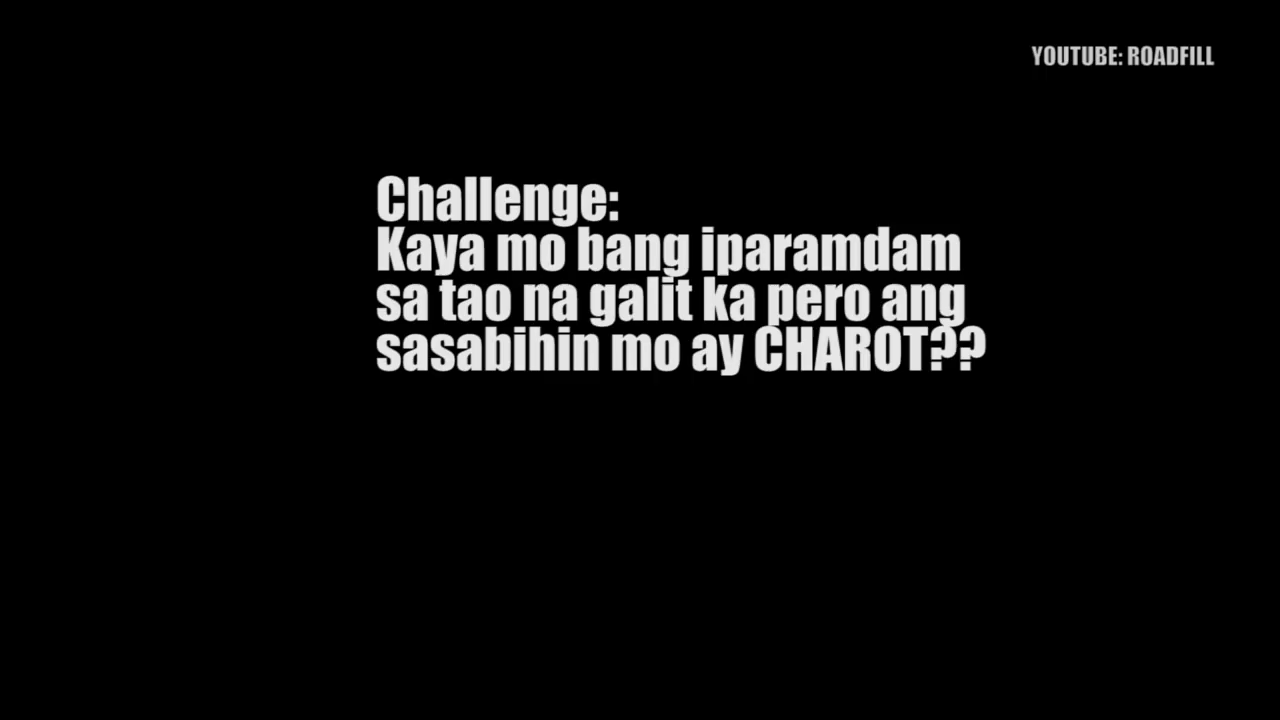 YOUTUBE: ROADFILL
Challenge:
Kaya mo bang iparamdam
sa tao na galit ka pero ang
sasabihin mo ay CHAROT??